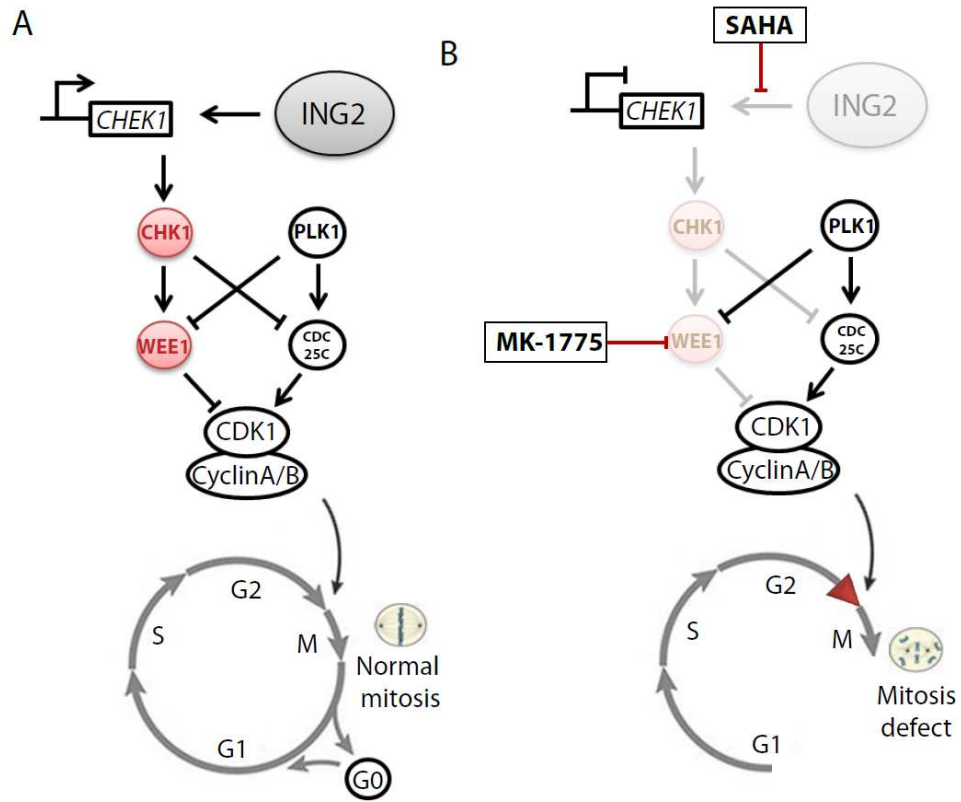 A
CHEK1
ING2
CHK1
PLK1
WEE1
CDC
25C
CDK1
CyclinA/B
G2
S
M
Normal
mitosis
G1
G0
B
SAHA
CHEK1
ING2
CHK1
PLK1
MK-1775
WEE1
CDC
25C
CDK1
CyclinA/B
G2
S
M
Mitosis
defect
G1